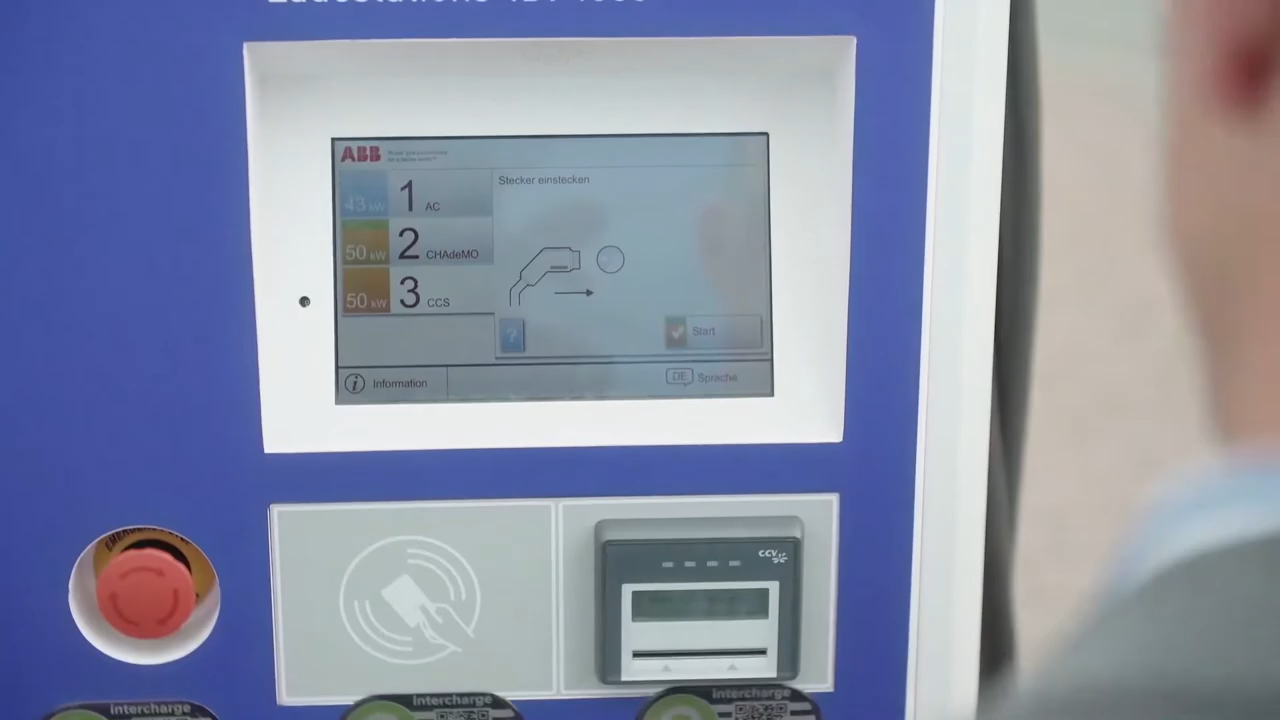 ABB
Stecker einstecken
43 kW
1 AC
50 kW
2 CHAdeMO
50 kW
3 CCS
?
Start
i Information
DE Sprache
CCV
intercharge
intercharge
intercharge